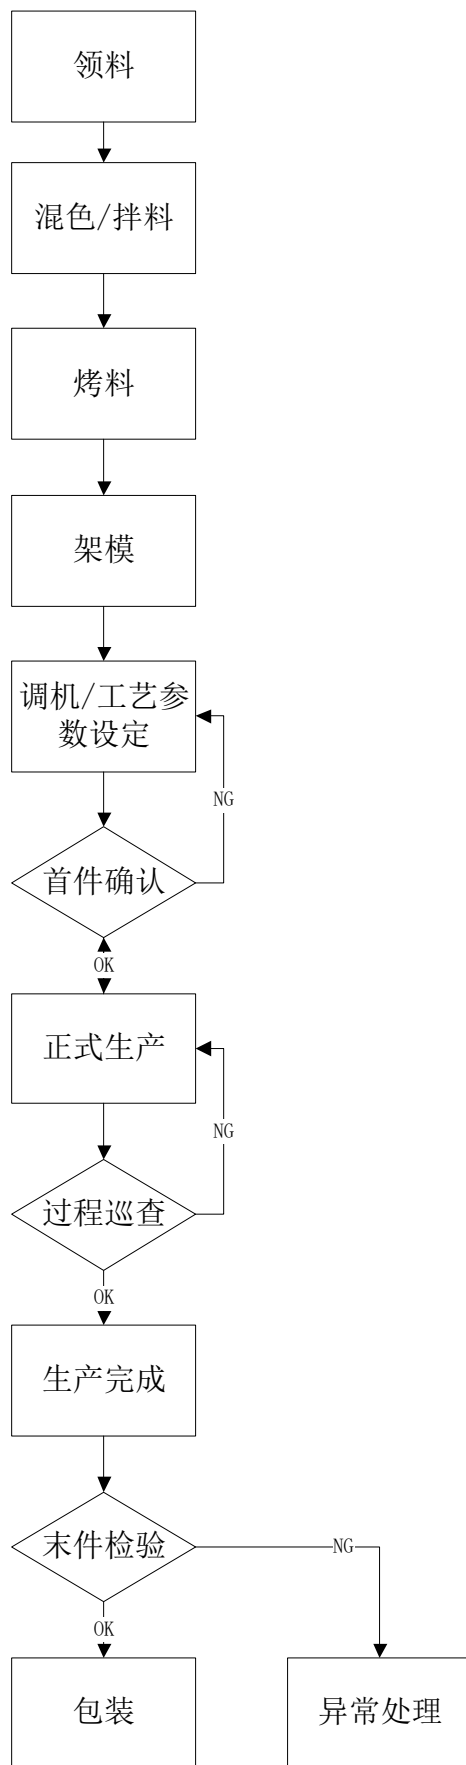 领料
混色/拌料
烤料
架模
调机/工艺参
数设定
NG
首件确认
OK
正式生产
NG
过程巡查
OK
生产完成
末件检验
NG
OK
包装
异常处理